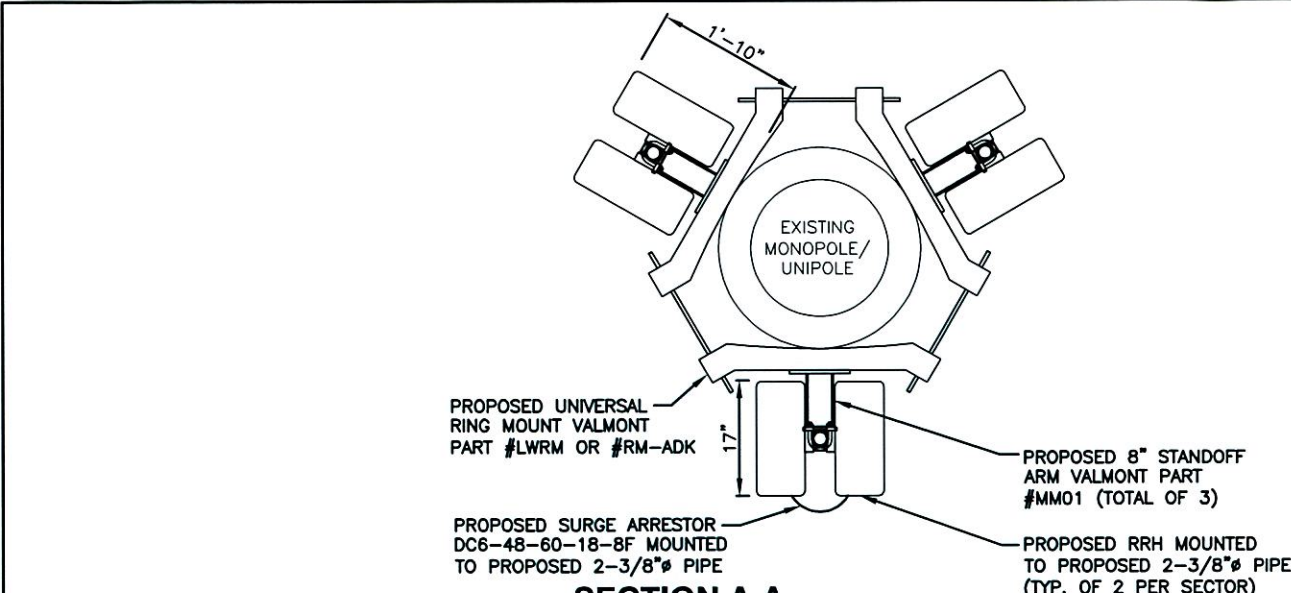 1'-10"
EXISTING
MONOPOLE/
UNIPOLE
PROPOSED UNIVERSAL
RING MOUNT VALMONT
PART #LWRM OR #RM-ADK
17"
PROPOSED 8" STANDOFF
ARM VALMONT PART
#MM01 (TOTAL OF 3)
PROPOSED SURGE ARRESTOR
DC6-48-60-18-8F MOUNTED
TO PROPOSED 2-3/8"ø PIPE
PROPOSED RRH MOUNTED
TO PROPOSED 2-3/8"ø PIPE
(TYP. OF 2 PER SECTOR)
SECTION A-A